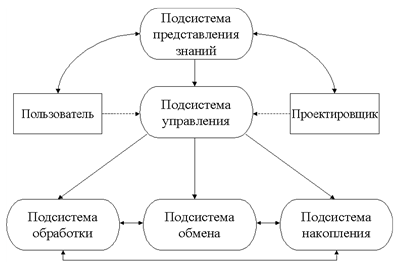 Подсистема
представления
знаний
Пользователь
Подсистема
управления
Проектировщик
Подсистема
обработки
Подсистема
обмена
Подсистема
накопления